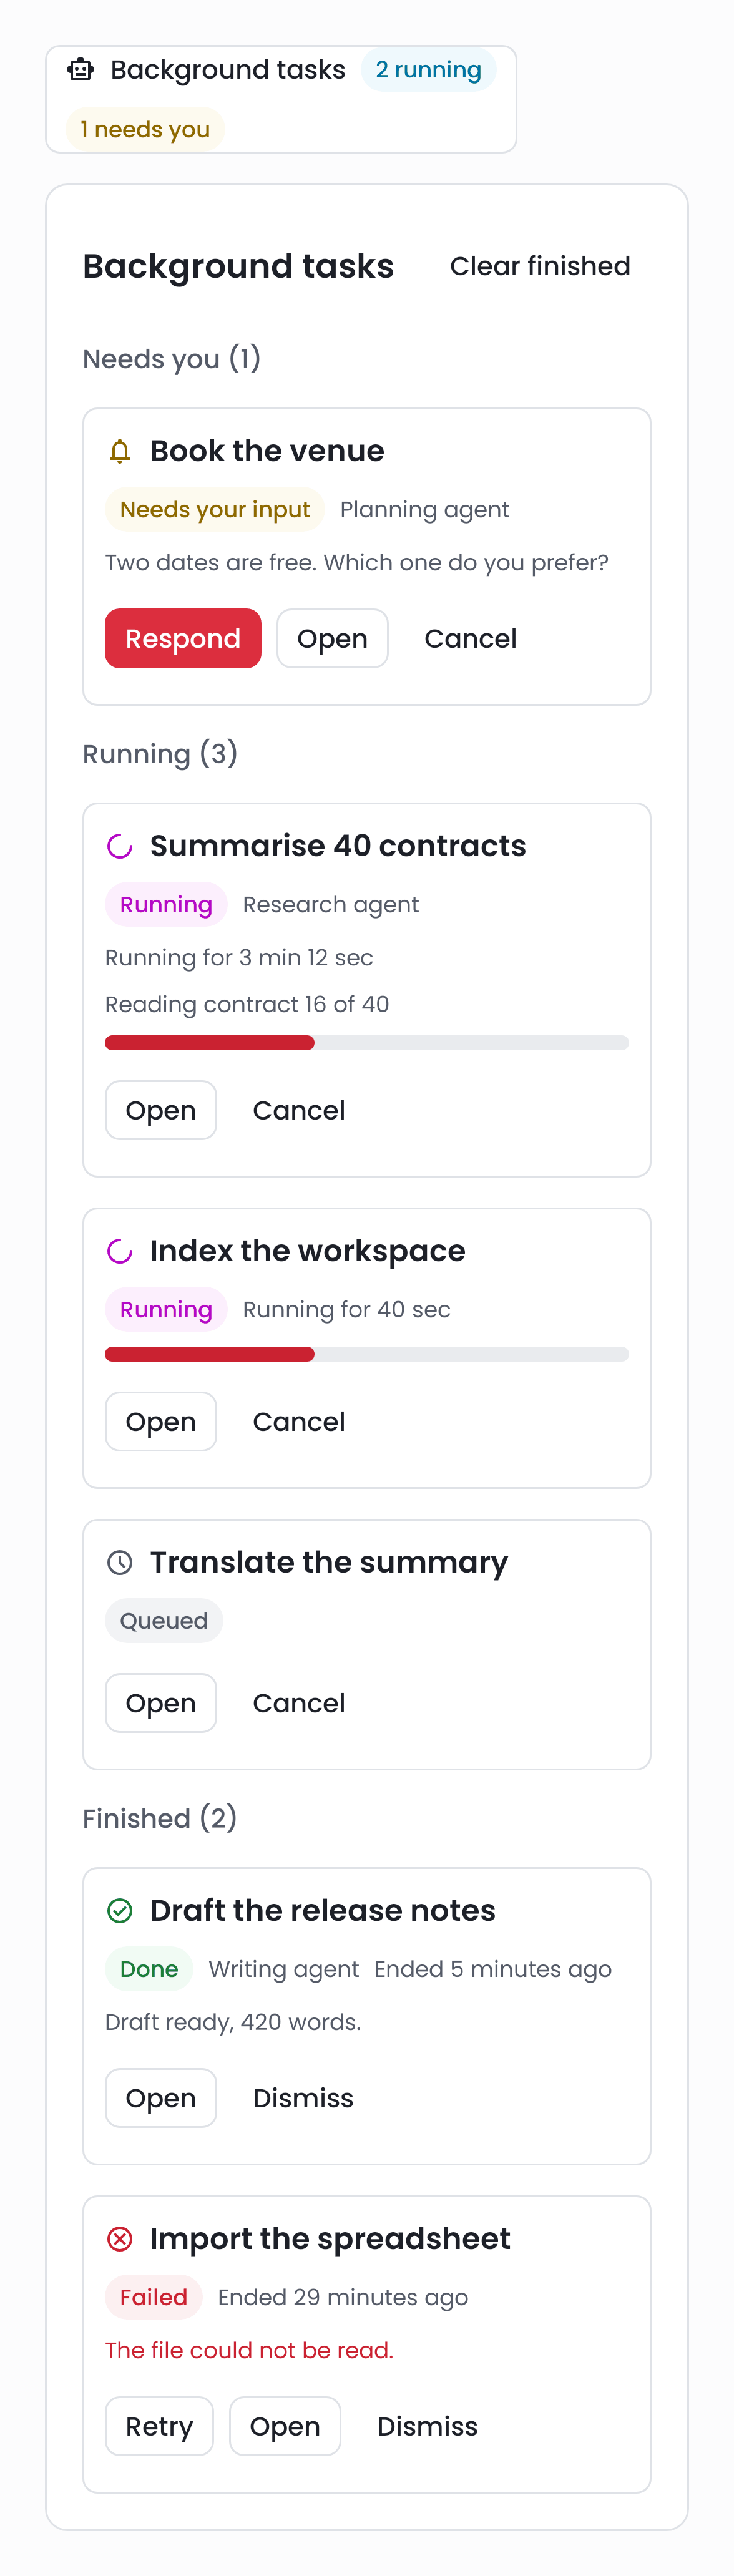 Background tasks 2 running
1 needs you
Background tasks Clear finished
Needs you (1)
Book the venue
Needs your input Planning agent
Two dates are free. Which one do you prefer?
Respond Open Cancel
Running (3)
Summarise 40 contracts
Running Research agent
Running for 3 min 12 sec
Reading contract 16 of 40
Open Cancel
Index the workspace
Running Running for 40 sec
Open Cancel
Translate the summary
Queued
Open Cancel
Finished (2)
Draft the release notes
Done Writing agent Ended 5 minutes ago
Draft ready, 420 words.
Open Dismiss
Import the spreadsheet
Failed Ended 29 minutes ago
The file could not be read.
Retry Open Dismiss